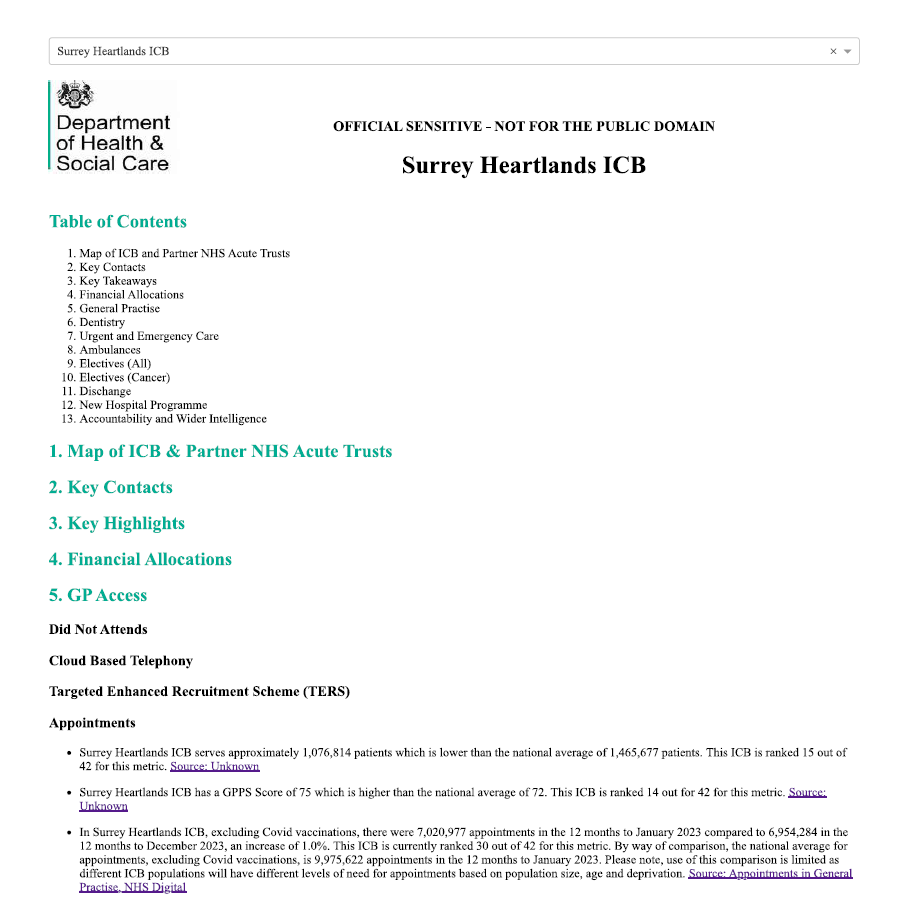 Surrey Heartlands ICB
Department
of Health &
Social Care
OFFICIAL SENSITIVE - NOT FOR THE PUBLIC DOMAIN
Surrey Heartlands ICB
Table of Contents
1. Map of ICB and Partner NHS Acute Trusts
2. Key Contacts
3. Key Takeaways
4. Financial Allocations
5. General Practise
6. Dentistry
7. Urgent and Emergency Care
8. Ambulances
9. Electives (All)
10. Electives (Cancer)
11. Discharge
12. New Hospital Programme
13. Accountability and Wider Intelligence
1. Map of ICB & Partner NHS Acute Trusts
2. Key Contacts
3. Key Highlights
4. Financial Allocations
5. GP Access
Did Not Attends
Cloud Based Telephony
Targeted Enhanced Recruitment Scheme (TERS)
Appointments
• Surrey Heartlands ICB serves approximately 1,076,814 patients which is lower than the national average of 1,465,677 patients. This ICB is ranked 15 out of
42 for this metric. Source: Unknown
• Surrey Heartlands ICB has a GPPS Score of 75 which is higher than the national average of 72. This ICB is ranked 14 out for 42 for this metric. Source:
Unknown
• In Surrey Heartlands ICB, excluding Covid vaccinations, there were 7,020,977 appointments in the 12 months to January 2023 compared to 6,954,284 in the
12 months to December 2023, an increase of 1.0%. This ICB is currently ranked 30 out of 42 for this metric. By way of comparison, the national average for
appointments, excluding Covid vaccinations, is 9,975,622 appointments in the 12 months to January 2023. Please note, use of this comparison is limited as
different ICB populations will have different levels of need for appointments based on population size, age and deprivation. Source: Appointments in General
Practise, NHS Digital